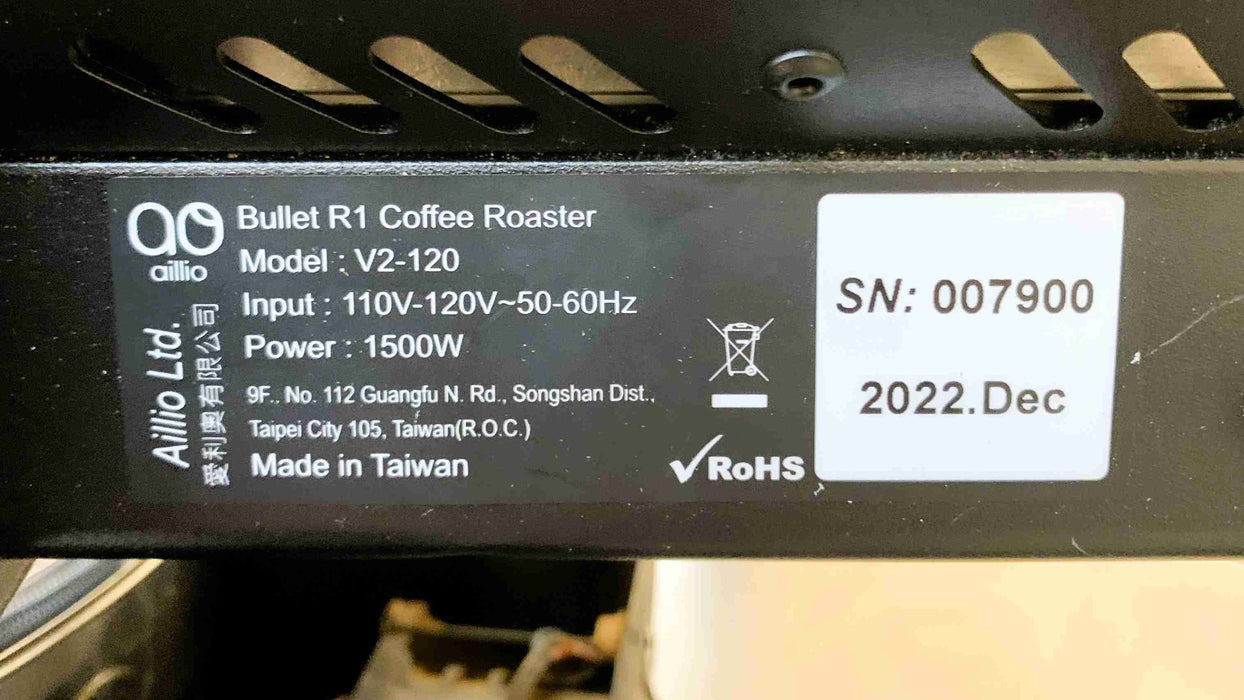 aillio
Bullet R1 Coffee Roaster
Model : V2-120
Input : 110V-120V~50-60Hz
Power : 1500W
9F., No. 112 Guangfu N. Rd., Songshan Dist.,
Taipei City 105, Taiwan(R.O.C.)
Made in Taiwan
Aillio Ltd.
愛利奧有限公司
RoHS
SN: 007900
2022.Dec